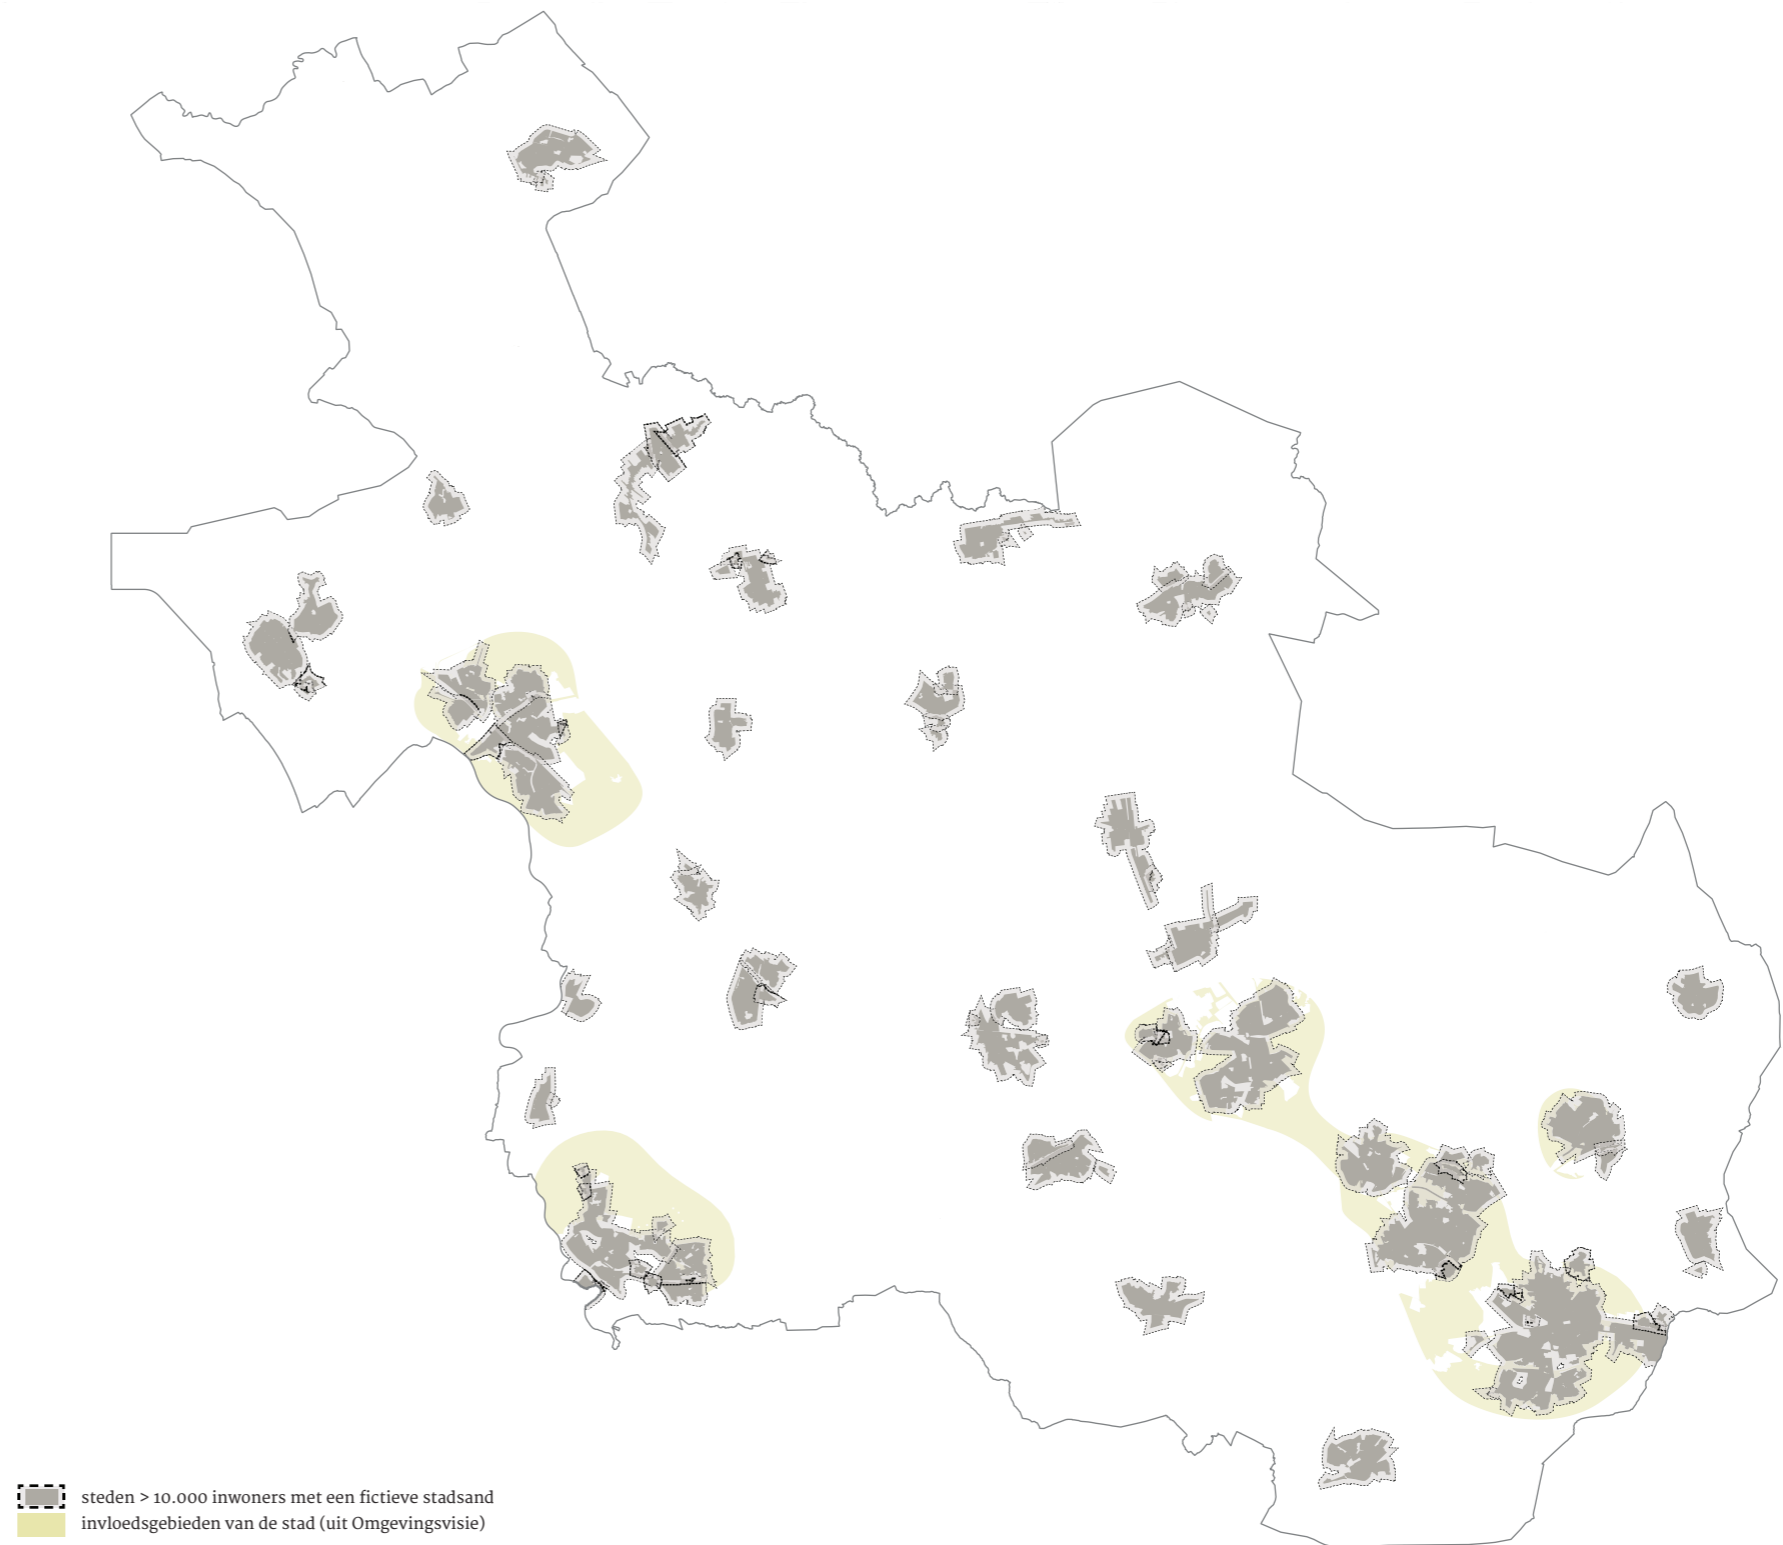 steden > 10.000 inwoners met een fictieve stadsand
invloedsgebieden van de stad (uit Omgevingsvisie)